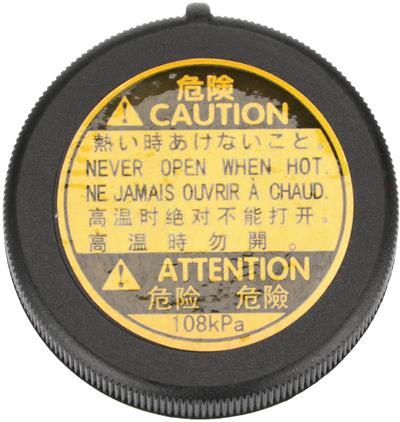 危険
CAUTION
熱い時あけないこと。
NEVER OPEN WHEN HOT.
NE JAMAIS OUVRIR À CHAUD.
高温时绝对不能打开。
高温時勿開。
ATTENTION
危险 危險
108kPa